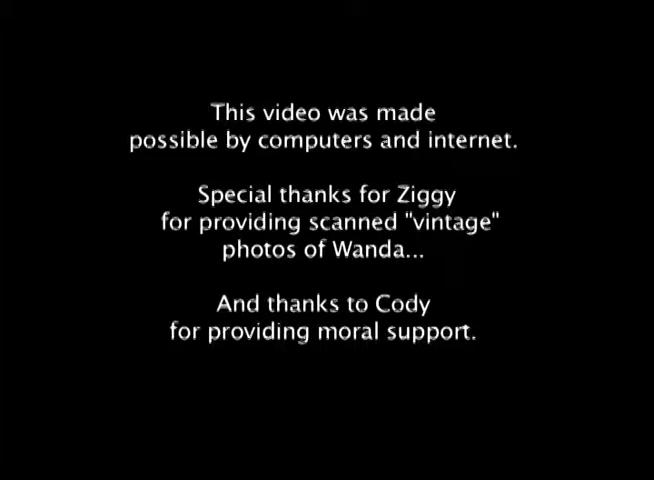 This video was made
possible by computers and internet.
Special thanks for Ziggy
for providing scanned "vintage"
photos of Wanda...
And thanks to Cody
for providing moral support.